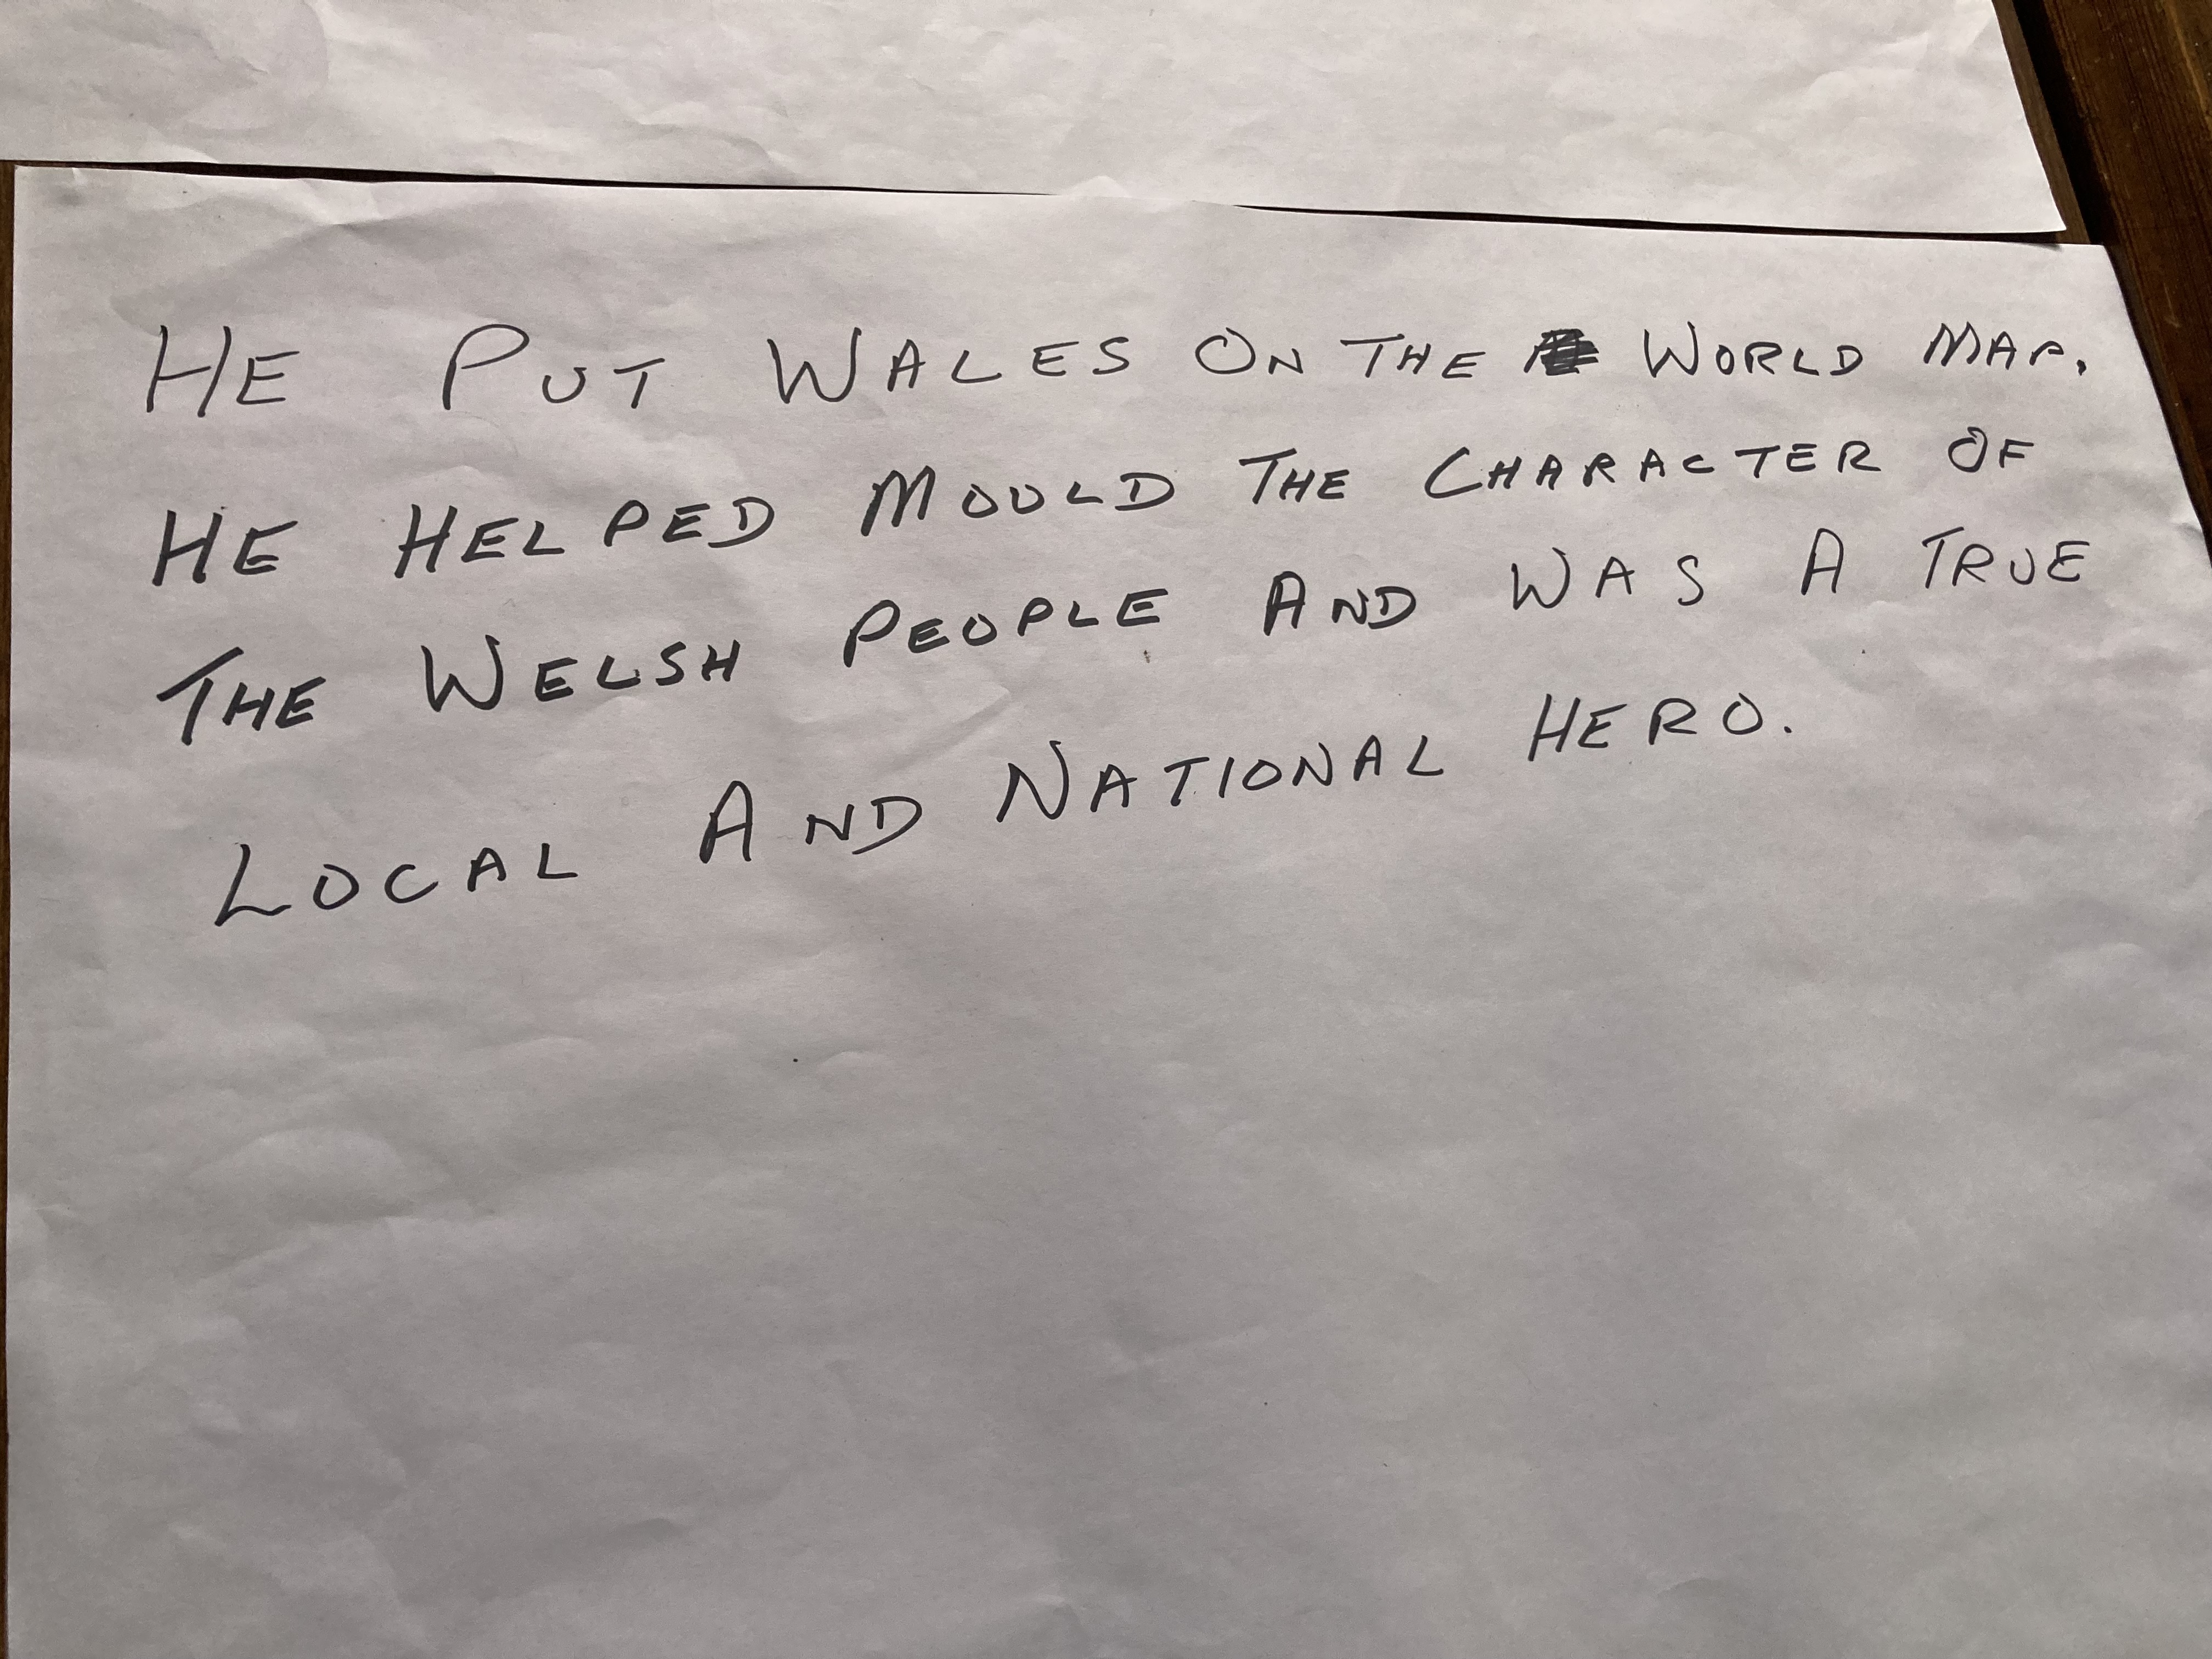 HE PUT WALES ON THE WORLD MAP.
HE HELPED MOULD THE CHARACTER OF
THE WELSH PEOPLE AND WAS A TRUE
LOCAL AND NATIONAL HERO.